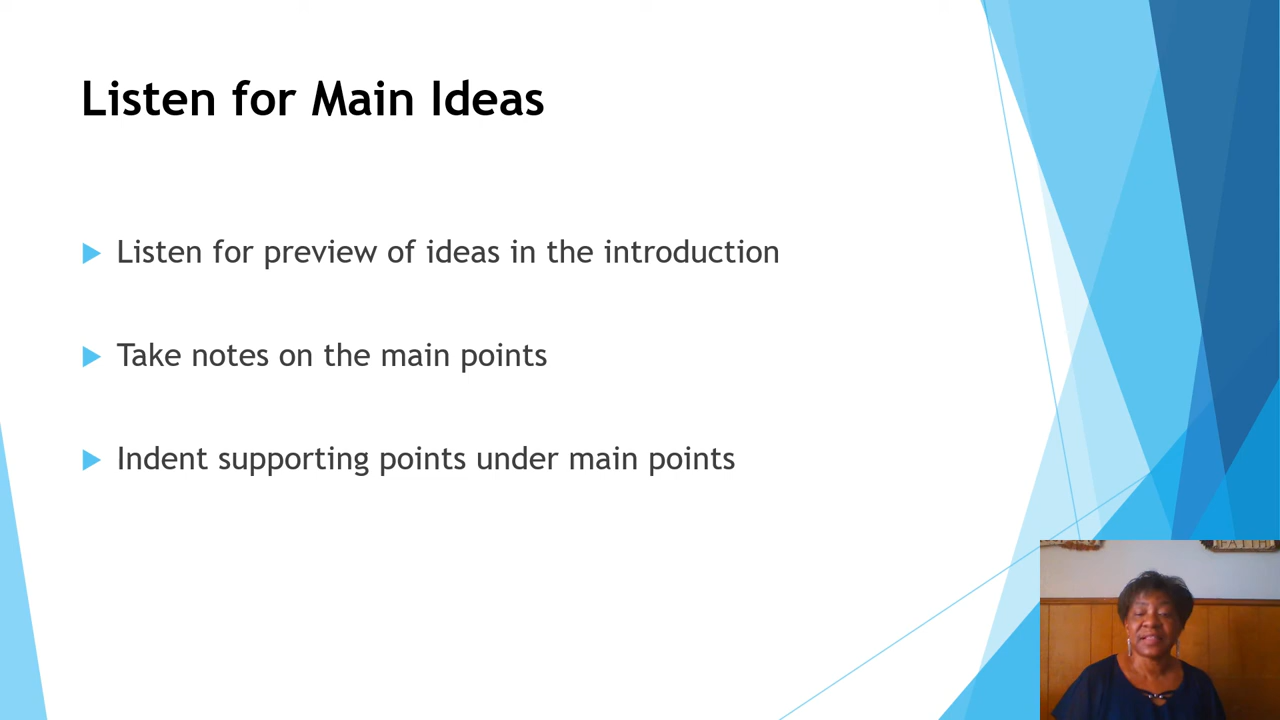 Listen for Main Ideas
Listen for preview of ideas in the introduction
Take notes on the main points
Indent supporting points under main points
FAITH